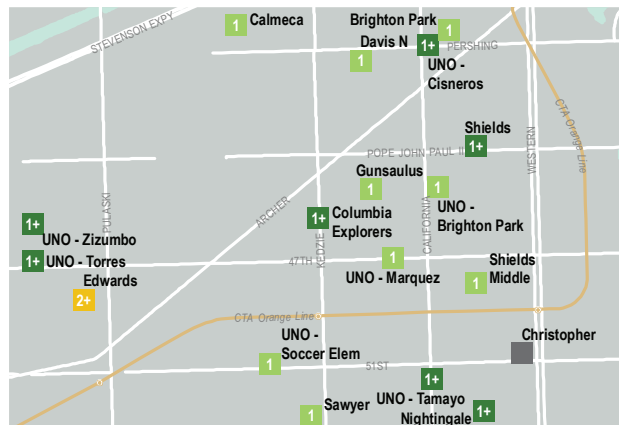 STEVENSON EXPY
1
Calmeca
Brighton Park
1
Davis N
1
1+
PERSHING
UNO -
Cisneros
CTA Orange Line
Shields
1+
POPE JOHN PAUL II
WESTERN
Gunsaulus
1
1
UNO -
Brighton Park
PULASKI
ARCHER
1+
Columbia
Explorers
KEDZIE
CALIFORNIA
1+
UNO - Zizumbo
1+
UNO - Torres
Edwards
2+
47TH
1
UNO - Marquez
Shields
Middle
1
CTA Orange Line
UNO -
Soccer Elem
1
Christopher
51ST
1+
UNO - Tamayo
Nightingale
1+
Sawyer
1